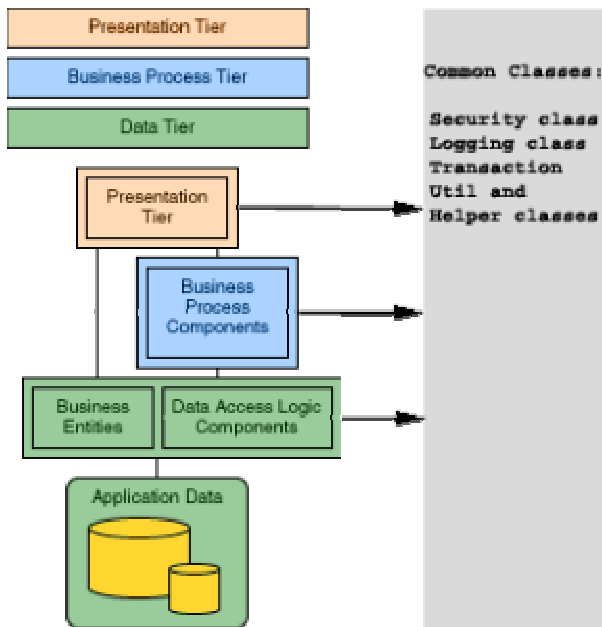 Presentation Tier
Business Process Tier
Data Tier
Presentation
Tier
Business
Process
Components
Business
Entities
Data Access Logic
Components
Application Data
Common Classes:
Security class
Logging class
Transaction
Util and
Helper classes